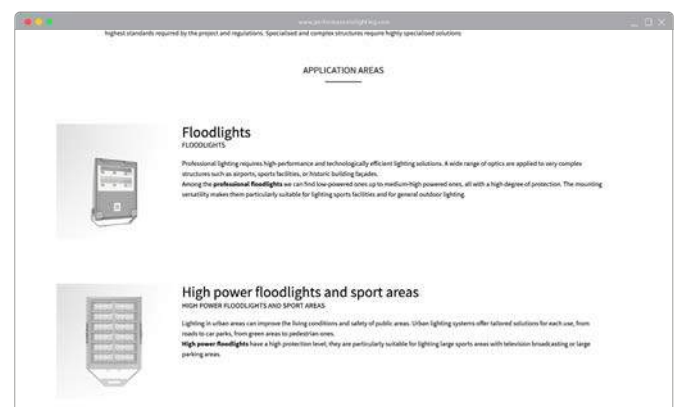 www.performanceinlighting.com
highest standards required by the project and regulations. Specialised and complex structures require highly specialised solutions
APPLICATION AREAS
Floodlights
FLOODLIGHTS
Professional lighting requires high-performance and technologically efficient lighting solutions. A wide range of optics are applied to very complex
structures such as airports, sports facilities, or historic building façades.
Among the professional floodlights we can find low-powered ones up to medium-high powered ones, all with a high degree of protection. The mounting
versatility makes them particularly suitable for lighting sports facilities and for general outdoor lighting.
High power floodlights and sport areas
HIGH POWER FLOODLIGHTS AND SPORT AREAS
Lighting in urban areas can improve the living conditions and safety of public areas. Urban lighting systems offer tailored solutions for each use, from
roads to car parks, from green areas to pedestrian ones.
High power floodlights have a high protection level, they are particularly suitable for lighting large sports areas with television broadcasting or large
parking areas.